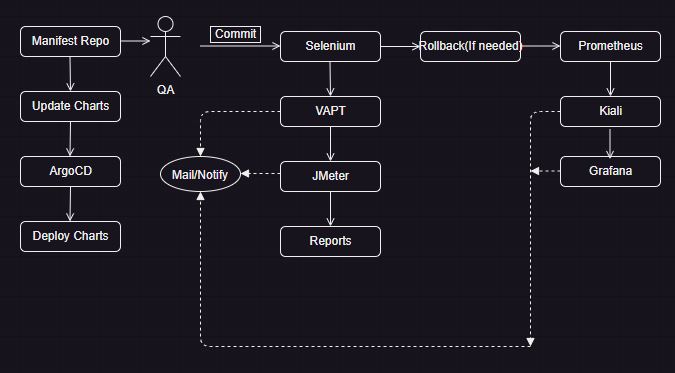 Manifest Repo
QA
Commit
Selenium
Rollback(If needed)
Prometheus
Update Charts
VAPT
Kiali
ArgoCD
Mail/Notify
JMeter
Grafana
Deploy Charts
Reports